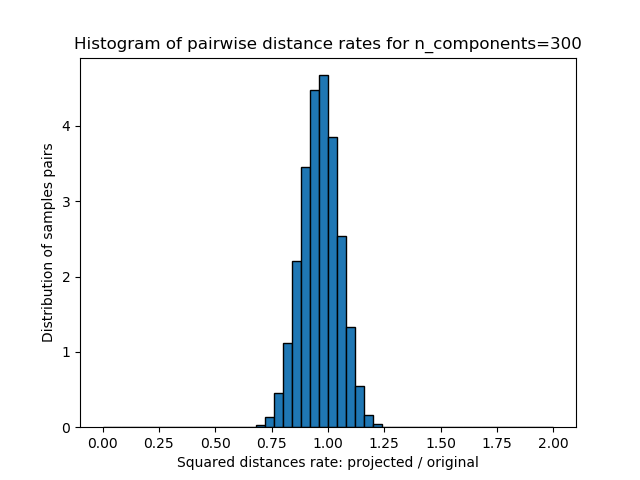 Histogram of pairwise distance rates for n_components=300
Distribution of samples pairs
4
3
2
1
0
0.00 0.25 0.50 0.75 1.00 1.25 1.50 1.75 2.00
Squared distances rate: projected / original